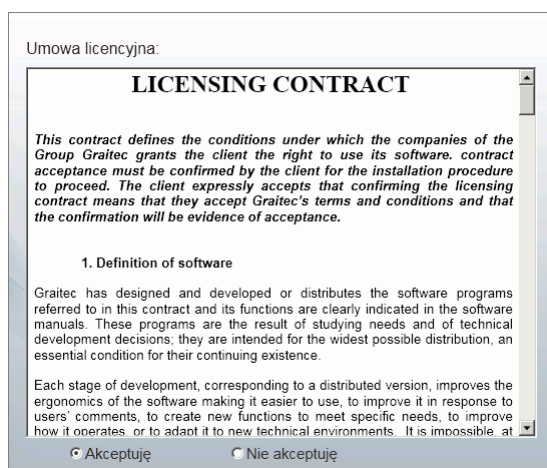 Umowa licencyjna:
LICENSING CONTRACT
This contract defines the conditions under which the companies of the
Group Graitec grants the client the right to use its software. contract
acceptance must be confirmed by the client for the installation procedure
to proceed. The client expressly accepts that confirming the licensing
contract means that they accept Graitec's terms and conditions and that
the confirmation will be evidence of acceptance.
1. Definition of software
Graitec has designed and developed or distributes the software programs
referred to in this contract and its functions are clearly indicated in the software
manuals. These programs are the result of studying needs and of technical
development decisions; they are intended for the widest possible distribution, an
essential condition for their continuing existence.
Each stage of development, corresponding to a distributed version, improves the
ergonomics of the software making it easier to use, to improve it in response to
users' comments, to create new functions to meet specific needs, to improve
how it operates, or to adapt it to new technical environments. It is impossible, at
Akceptuję Nie akceptuję